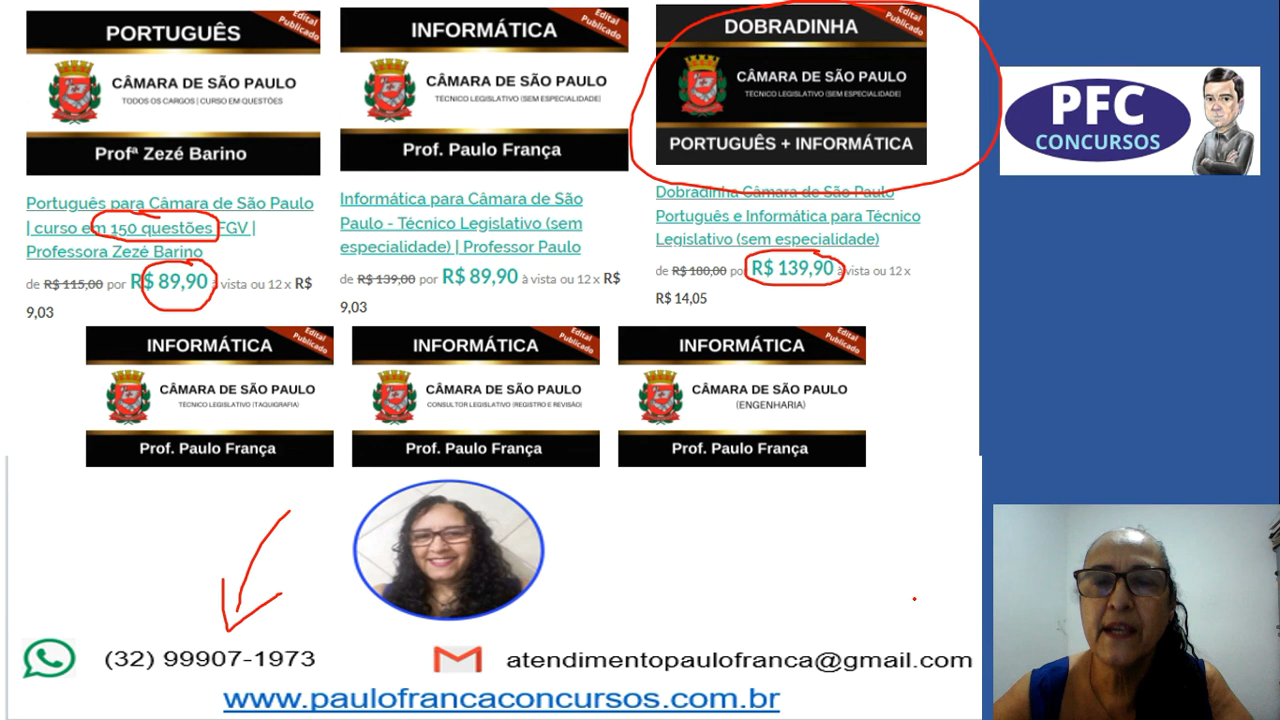 PORTUGUÊS
Edital Publicado
CÂMARA DE SÃO PAULO
TODOS OS CARGOS | CURSO EM QUESTÕES
Profª Zezé Barino
INFORMÁTICA
Edital Publicado
CÂMARA DE SÃO PAULO
TÉCNICO LEGISLATIVO (SEM ESPECIALIDADE)
Prof. Paulo França
DOBRADINHA
Edital Publicado
CÂMARA DE SÃO PAULO
TÉCNICO LEGISLATIVO (SEM ESPECIALIDADE)
PORTUGUÊS + INFORMÁTICA
PFC
CONCURSOS
Português para Câmara de São Paulo
| curso em 150 questões FGV |
Professora Zezé Barino
de R$ 115,00 por R$ 89,90 à vista ou 12 x R$
9,03
Informática para Câmara de São
Paulo - Técnico Legislativo (sem
especialidade) | Professor Paulo
de R$ 139,00 por R$ 89,90 à vista ou 12 x R$
9,03
Dobradinha Câmara de São Paulo
Português e Informática para Técnico
Legislativo (sem especialidade)
de R$ 180,00 por R$ 139,90 à vista ou 12 x
R$ 14,05
INFORMÁTICA
Edital Publicado
CÂMARA DE SÃO PAULO
TÉCNICO LEGISLATIVO (TAQUIGRAFIA)
Prof. Paulo França
INFORMÁTICA
Edital Publicado
CÂMARA DE SÃO PAULO
CONSULTOR LEGISLATIVO (REGISTRO E REVISÃO)
Prof. Paulo França
INFORMÁTICA
Edital Publicado
CÂMARA DE SÃO PAULO
(ENGENHARIA)
Prof. Paulo França
(32) 99907-1973
atendimentopaulofranca@gmail.com
www.paulofrancaconcursos.com.br